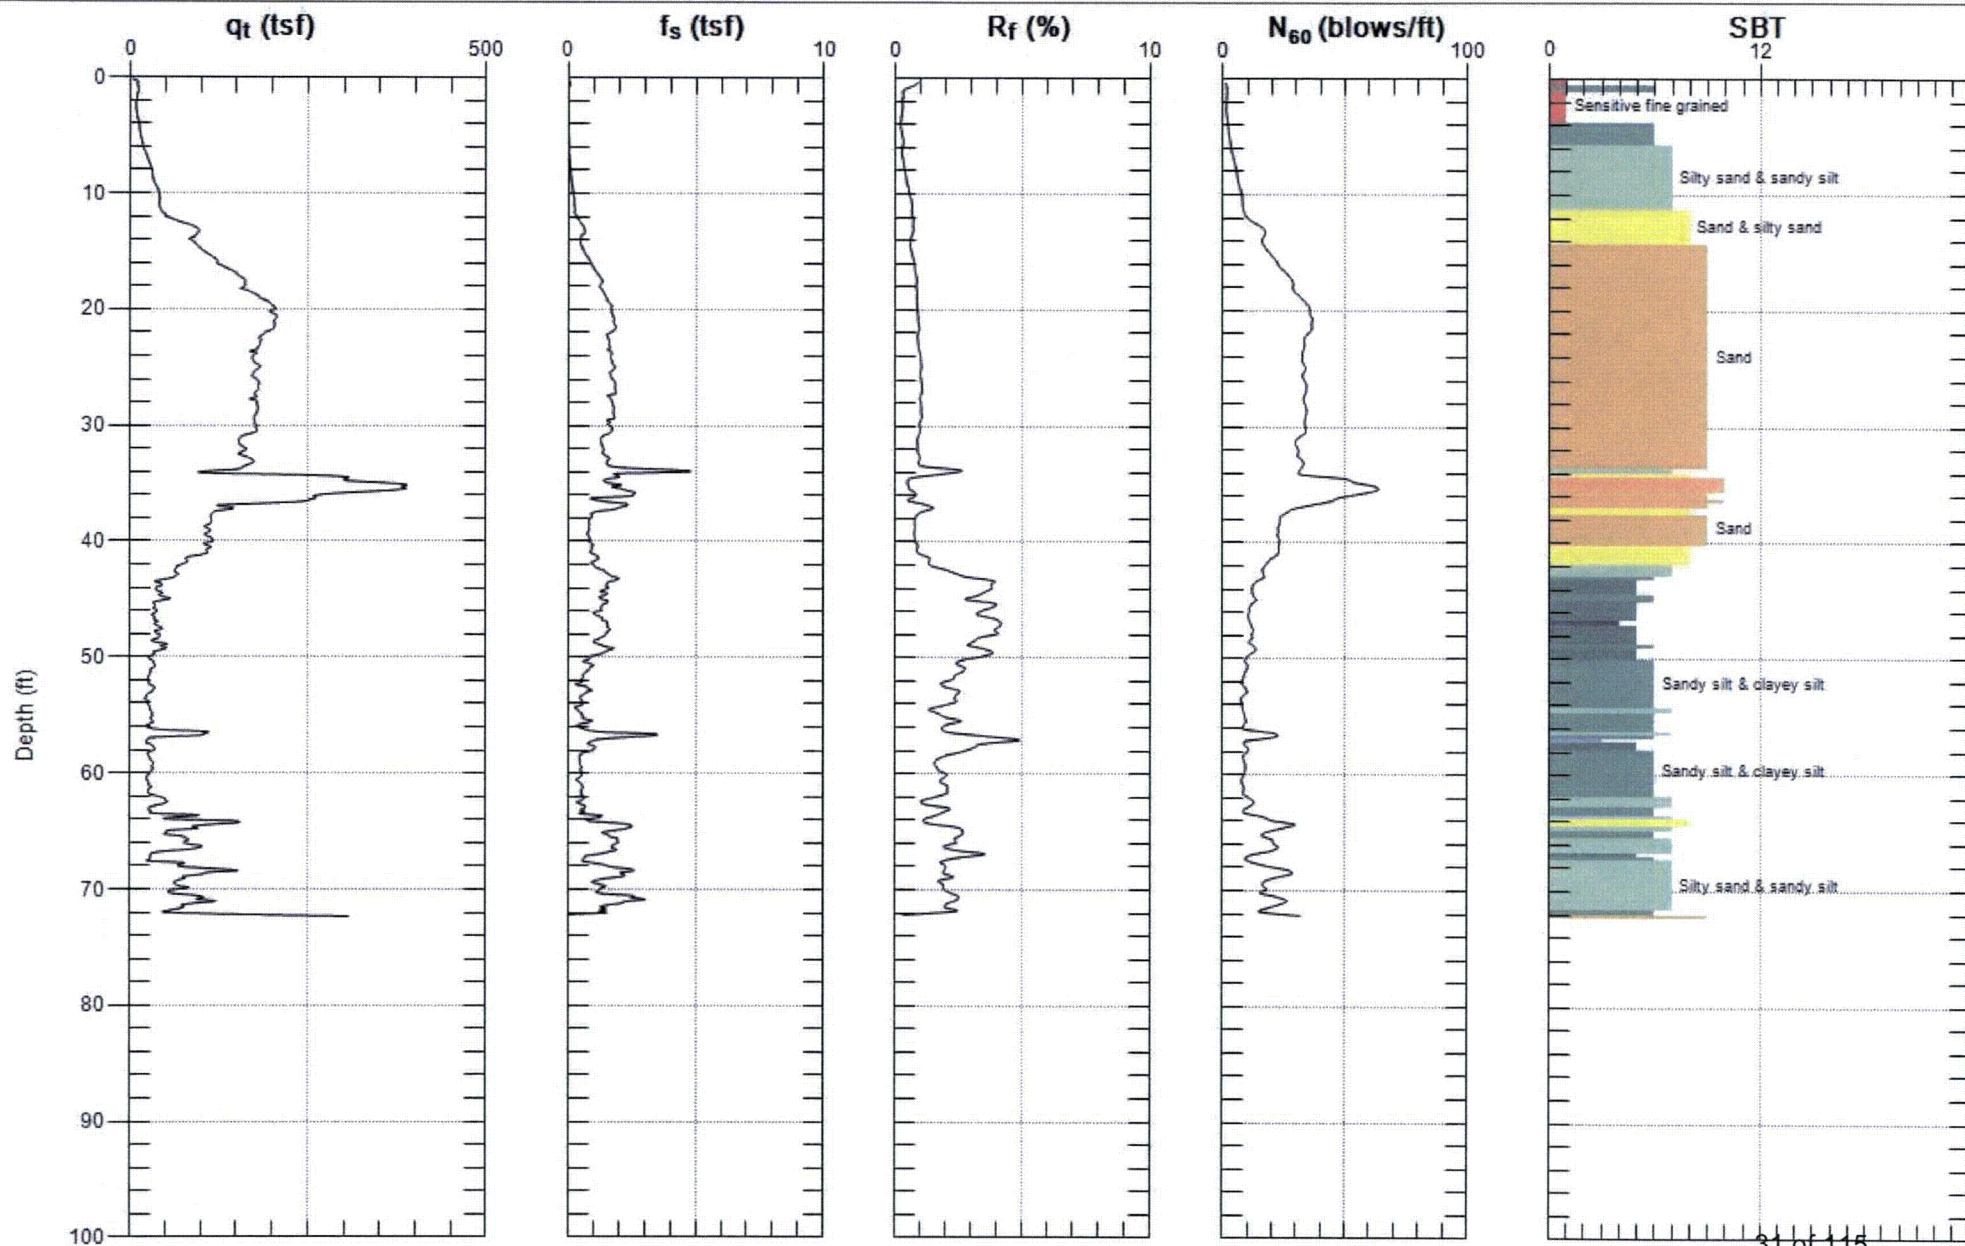 qt (tsf)
fs (tsf)
Rf (%)
N60 (blows/ft)
SBT
0 500
0 10
0 10
0 100
0 12
0
10
20
30
40
50
60
70
80
90
100
Depth (ft)
Sensitive fine grained
Silty sand & sandy silt
Sand & silty sand
Sand
Sand
Sandy silt & clayey silt
Sandy silt & clayey silt
Silty sand & sandy silt
31 of 115